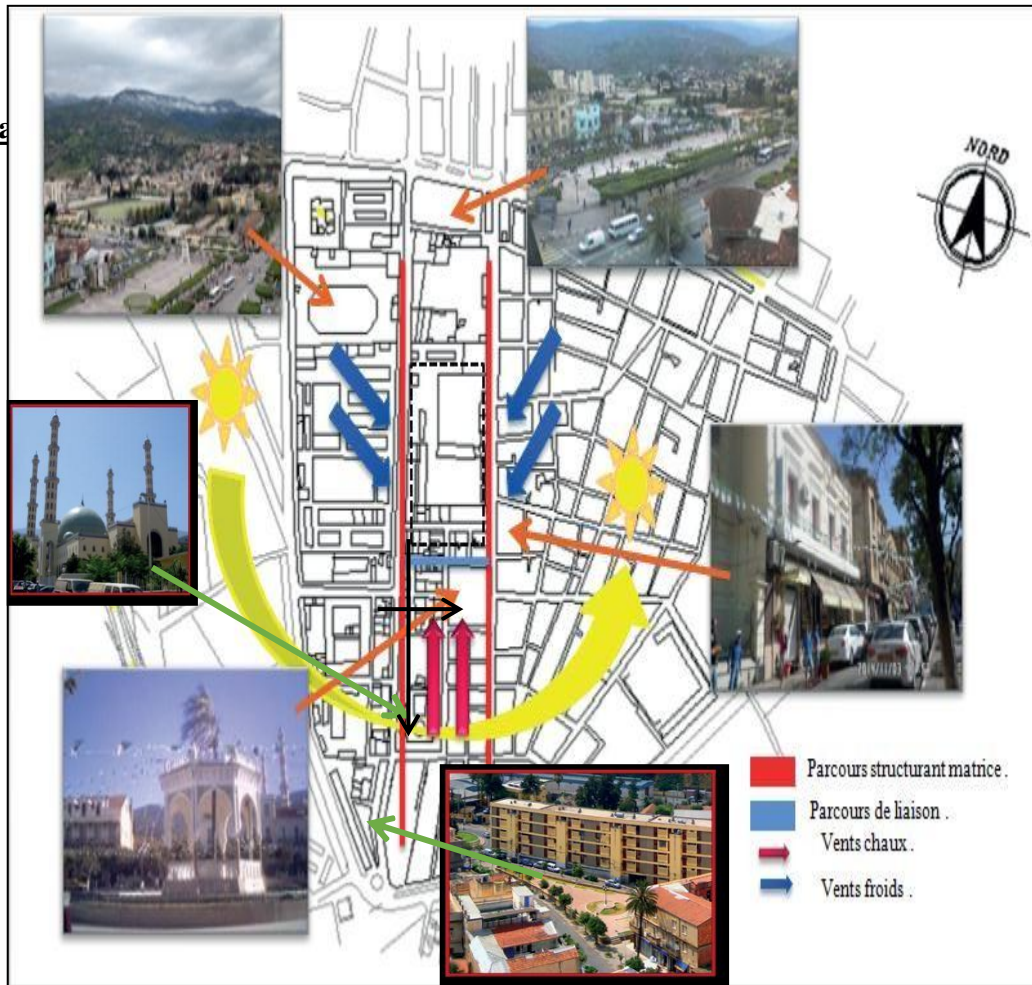 NORD
Parcours structurant matrice .
Parcours de liaison .
Vents chaux .
Vents froids .